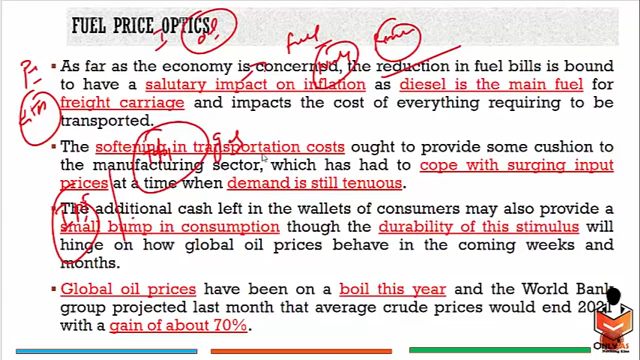 FUEL PRICE OPTICS
As far as the economy is concerned, the reduction in fuel bills is bound
to have a salutary impact on inflation as diesel is the main fuel for
freight carriage and impacts the cost of everything requiring to be
transported.
The softening in transportation costs ought to provide some cushion to
the manufacturing sector, which has had to cope with surging input
prices at a time when demand is still tenuous.
The additional cash left in the wallets of consumers may also provide a
small bump in consumption though the durability of this stimulus will
hinge on how global oil prices behave in the coming weeks and
months.
Global oil prices have been on a boil this year and the World Bank
group projected last month that average crude prices would end 2021
with a gain of about 70%.
fuel
oil
ONLY IAS